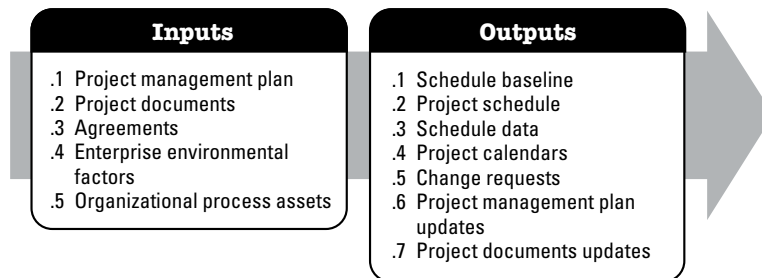 Inputs
.1 Project management plan
.2 Project documents
.3 Agreements
.4 Enterprise environmental
factors
.5 Organizational process assets
Outputs
.1 Schedule baseline
.2 Project schedule
.3 Schedule data
.4 Project calendars
.5 Change requests
.6 Project management plan
updates
.7 Project documents updates